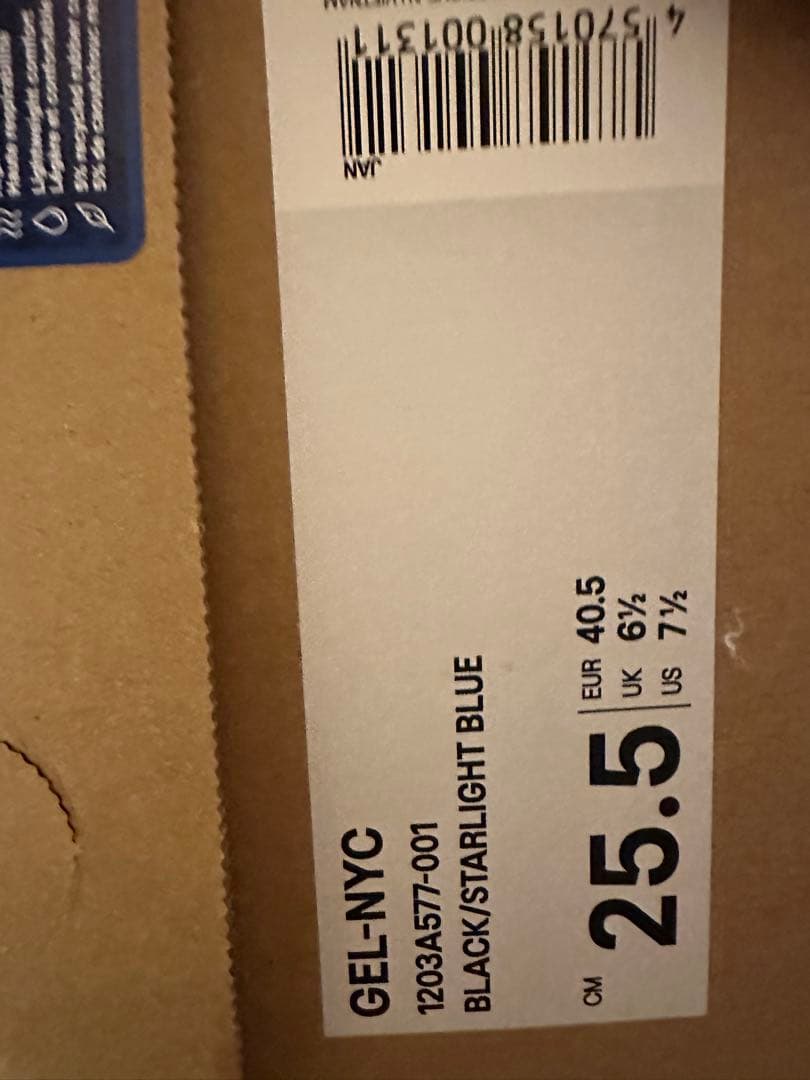 GEL-NYC
1203A577-001
BLACK/STARLIGHT BLUE
CM 25.5
EUR 40.5
UK 6½
US 7½
JAN
4 570158 001311